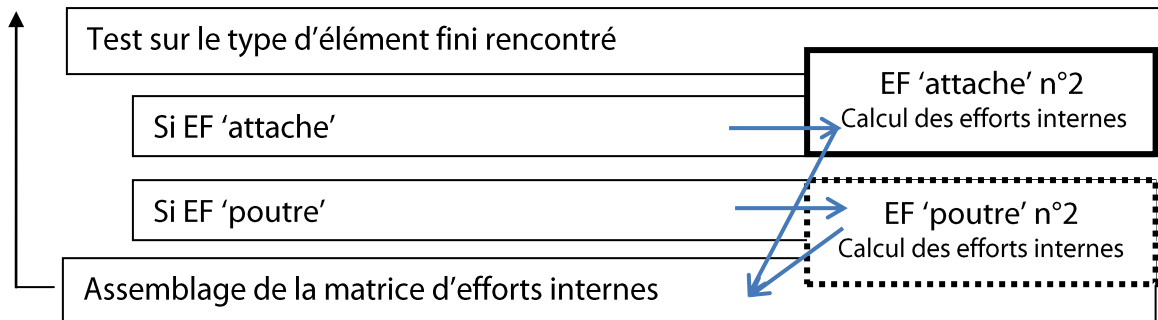 Test sur le type d’élément fini rencontré
EF ‘attache’ n°2
Calcul des efforts internes
Si EF ‘attache’
Si EF ‘poutre’
EF ‘poutre’ n°2
Calcul des efforts internes
Assemblage de la matrice d’efforts internes